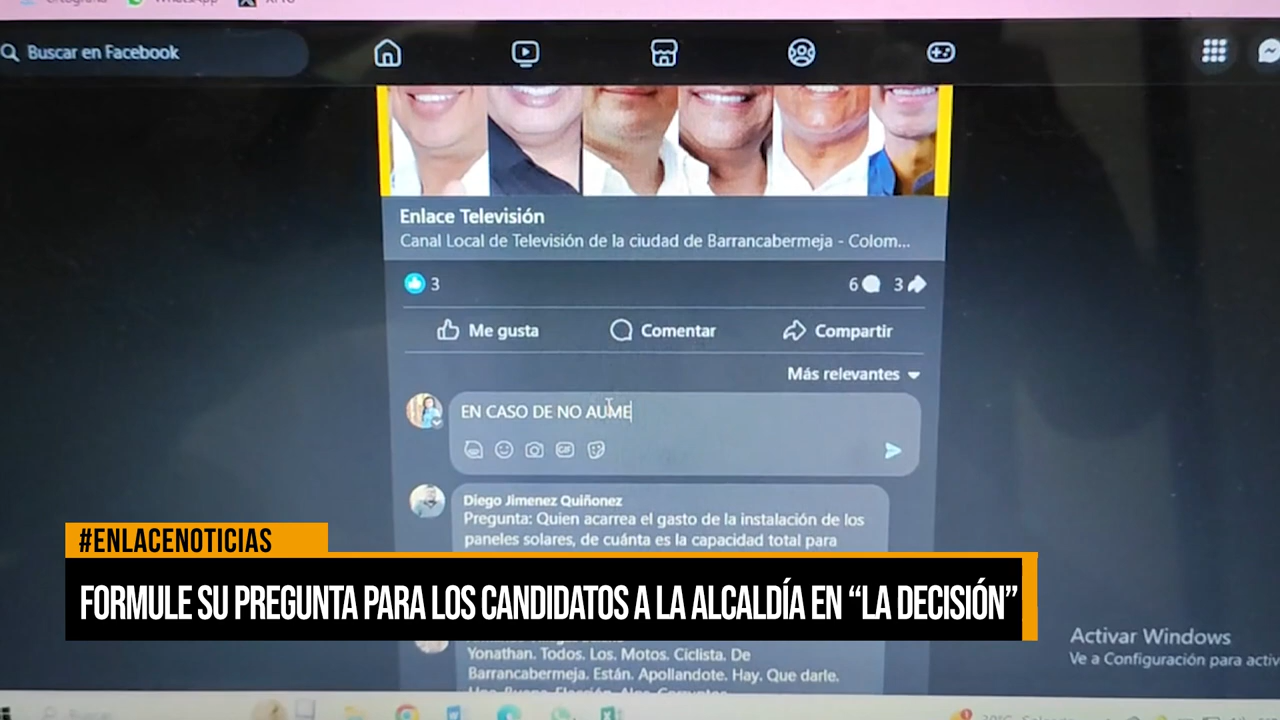 WhatsApp
Buscar en Facebook
Enlace Televisión
Canal Local de Televisión de la ciudad de Barrancabermeja - Colom...
3
6 3
Me gusta Comentar Compartir
Más relevantes
EN CASO DE NO AUME
GIF
Diego Jimenez Quiñonez
Pregunta: Quien acarrea el gasto de la instalación de los
paneles solares, de cuánta es la capacidad total para
#ENLACENOTICIAS
FORMULE SU PREGUNTA PARA LOS CANDIDATOS A LA ALCALDÍA EN “LA DECISIÓN”
Yonathan. Todos. Los. Motos. Ciclista. De
Barrancabermeja. Están. Apollandote. Hay. Que darle.
Activar Windows
Ve a Configuración para activ